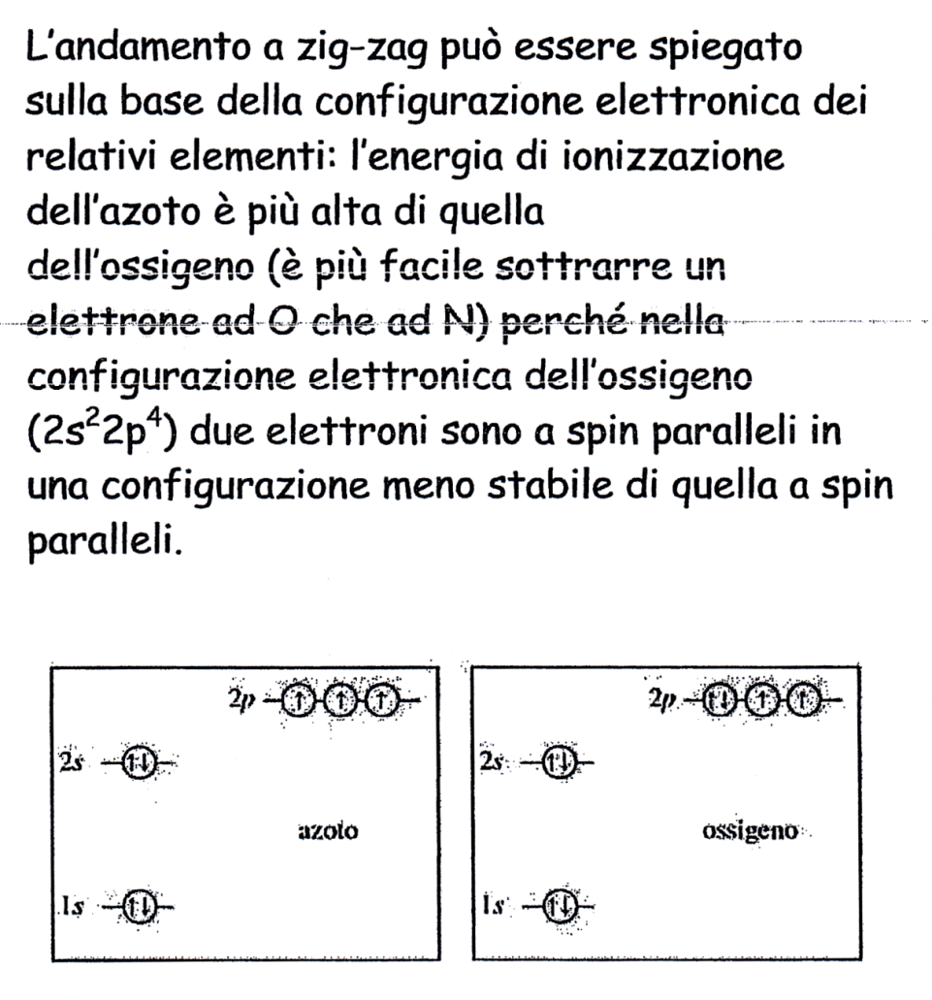 L'andamento a zig-zag può essere spiegato
sulla base della configurazione elettronica dei
relativi elementi: l'energia di ionizzazione
dell'azoto è più alta di quella
dell'ossigeno (è più facile sottrarre un
elettrone ad O che ad N) perché nella
configurazione elettronica dell'ossigeno
(2s²2p⁴) due elettroni sono a spin paralleli in
una configurazione meno stabile di quella a spin
paralleli.
2p ↑ ↑ ↑
2s ↑↓
azoto
1s ↑↓
2p ↑↓ ↑ ↑
2s ↑↓
ossigeno
1s ↑↓